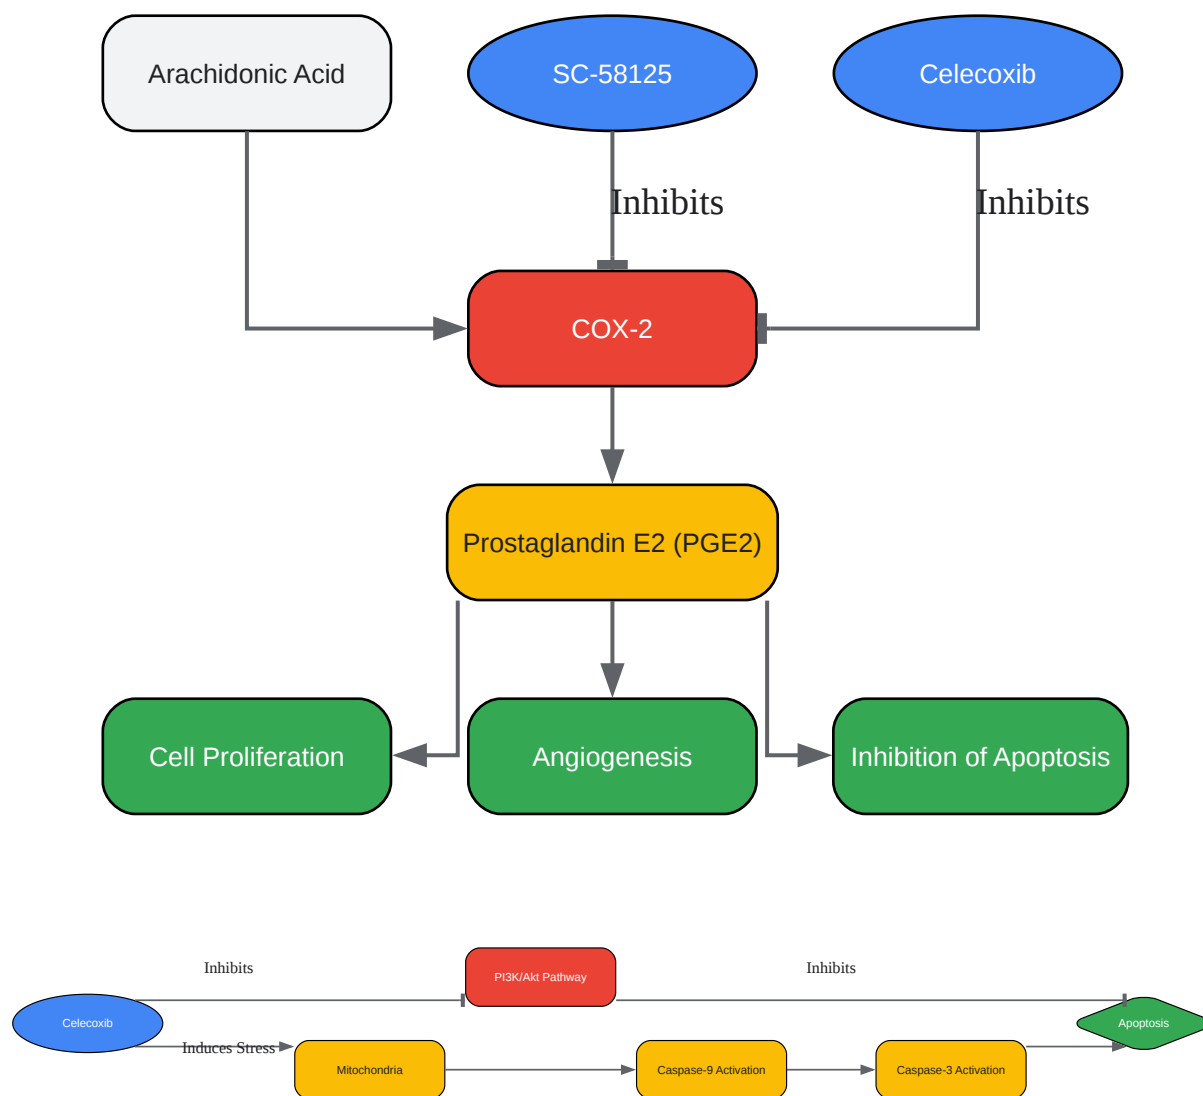 Arachidonic Acid
SC-58125
Celecoxib
Inhibits
Inhibits
COX-2
Prostaglandin E2 (PGE2)
Cell Proliferation
Angiogenesis
Inhibition of Apoptosis
Inhibits
PI3K/Akt Pathway
Inhibits
Celecoxib
Apoptosis
Induces Stress
Mitochondria
Caspase-9 Activation
Caspase-3 Activation